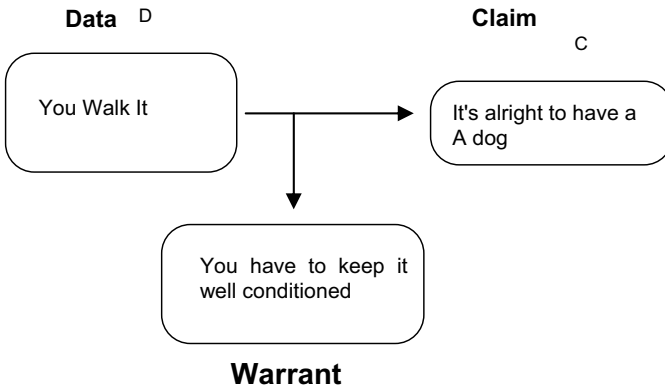 Data D
Claim
C
You Walk It
It's alright to have a
A dog
You have to keep it
well conditioned
Warrant